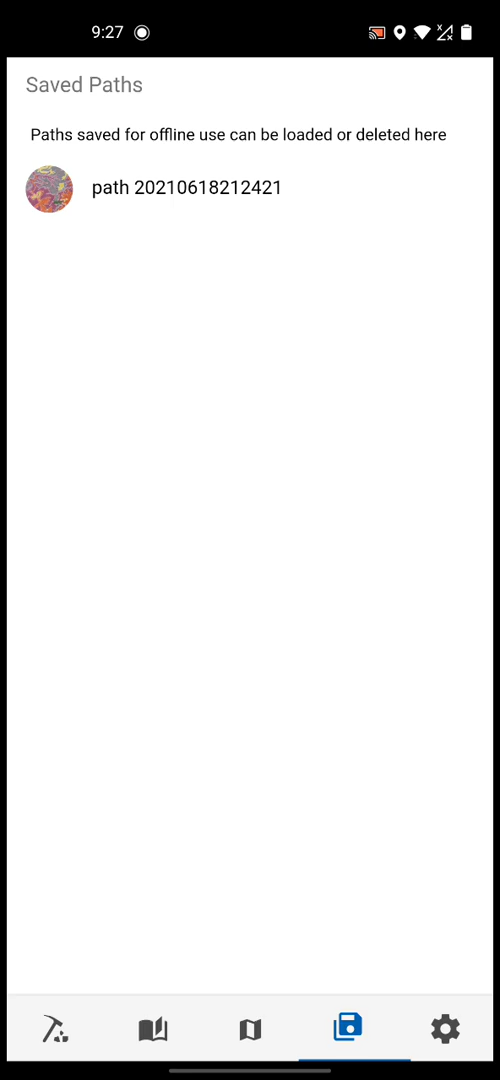 9:27
Saved Paths
Paths saved for offline use can be loaded or deleted here
path 20210618212421